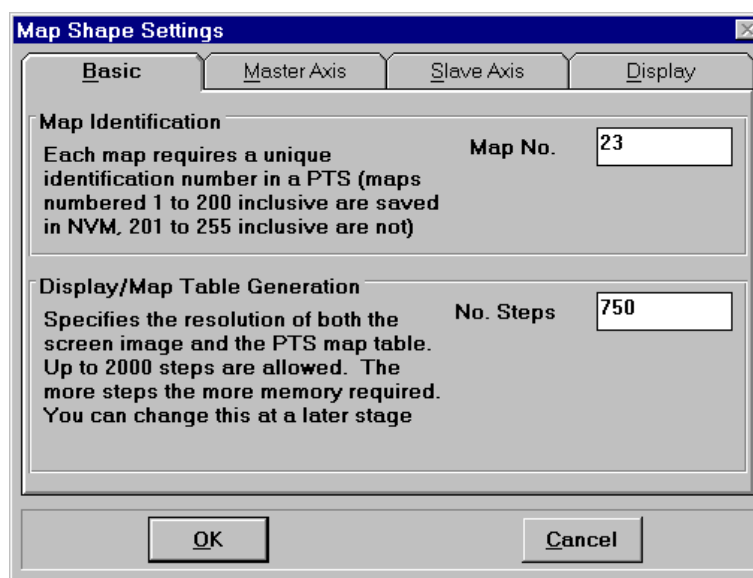 Map Shape Settings
Basic Master Axis Slave Axis Display
Map Identification
Each map requires a unique
identification number in a PTS (maps
numbered 1 to 200 inclusive are saved
in NVM, 201 to 255 inclusive are not)
Map No. 23
Display/Map Table Generation
Specifies the resolution of both the
screen image and the PTS map table.
Up to 2000 steps are allowed. The
more steps the more memory required.
You can change this at a later stage
No. Steps 750
OK Cancel